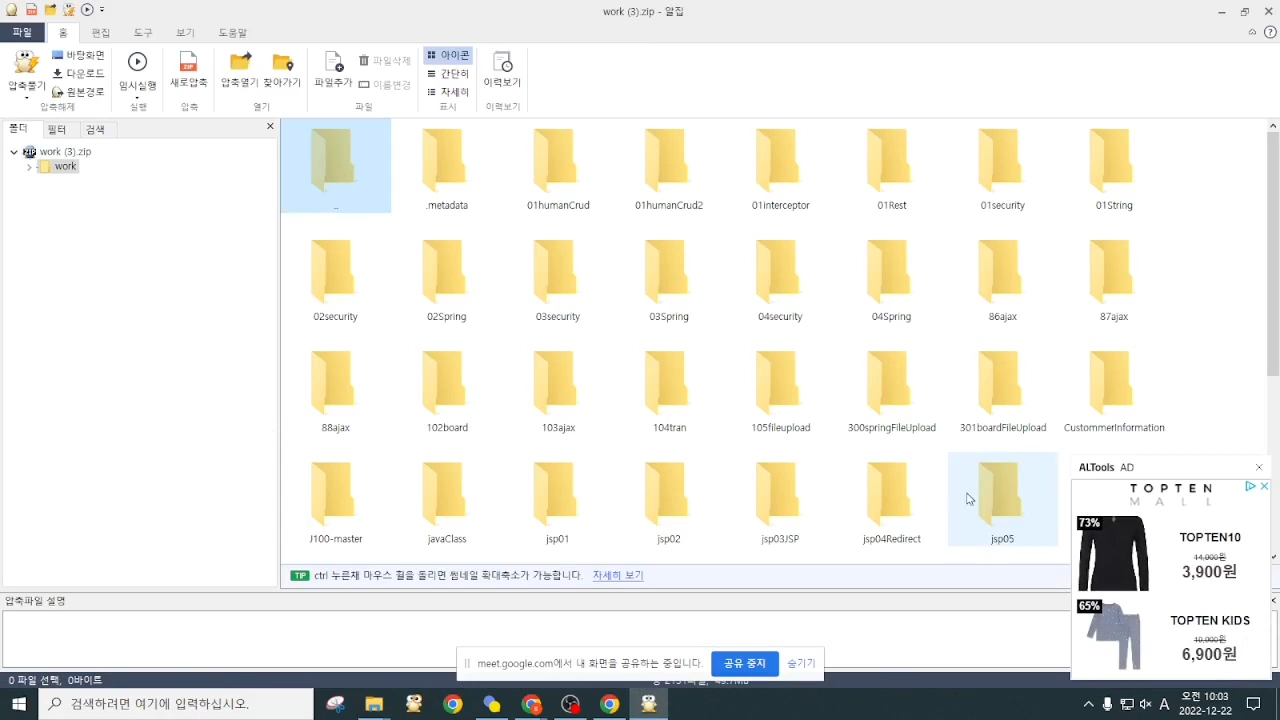 work (3).zip - 알집
파일 홈 편집 도구 보기 도움말
압축풀기
바탕화면
다운로드
원본경로
압축해제
임시실행
실행
새로압축
압축
압축열기 찾아가기
열기
파일추가
파일삭제
이름변경
파일
아이콘
간단히
자세히
표시
이력보기
이력보기
폴더 필터 검색
work (3).zip
work
..
.metadata
01humanCrud
01humanCrud2
01interceptor
01Rest
01security
01String
02security
02Spring
03security
03Spring
04security
04Spring
86ajax
87ajax
88ajax
102board
103ajax
104tran
105fileupload
300springFileUpload
301boardFileUpload
CustommerInformation
J100-master
javaClass
jsp01
jsp02
jsp03JSP
jsp04Redirect
jsp05
TIP ctrl 누른채 마우스 휠을 돌리면 썸네일 확대축소가 가능합니다. 자세히 보기
압축파일 설명
ALTools AD
TOPTEN
MALL
73%
TOPTEN10
14,900원
3,900원
65%
TOPTEN KIDS
19,900원
6,900원
meet.google.com에서 내 화면을 공유하는 중입니다. 공유 중지 숨기기
0 파일 선택, 0바이트
검색하려면 여기에 입력하십시오.
A
오전 10:03
2022-12-22